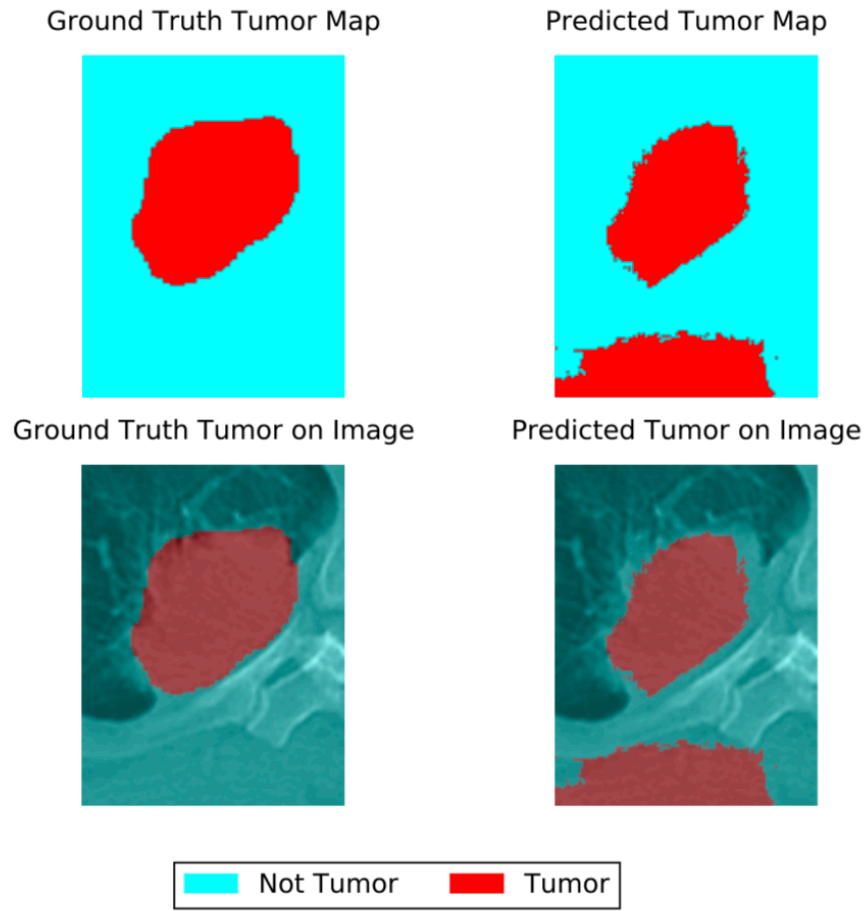 Ground Truth Tumor Map
Predicted Tumor Map
Ground Truth Tumor on Image
Predicted Tumor on Image
Not Tumor
Tumor